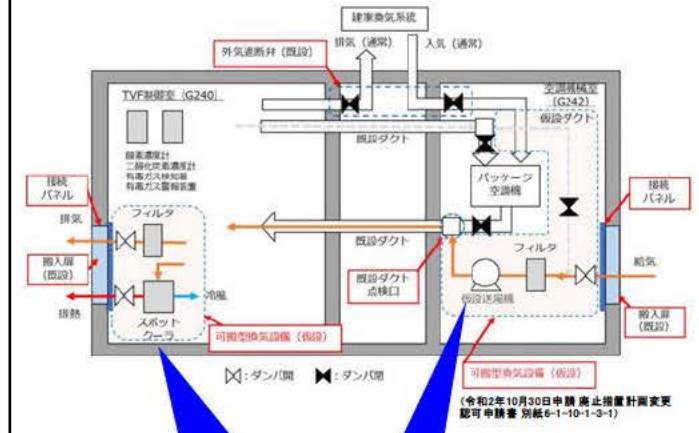 建家換気系統
排気（通常）
入気（通常）
外気遮断弁（既設）
TVF制御室（G240）
酸素濃度計
二酸化炭素濃度計
有毒ガス検知器
有毒ガス警報装置
空調機械室
（G242）
仮設ダクト
既設ダクト
パッケージ
空調機
接続
パネル
排気
フィルタ
搬入扉
（既設）
排熱
スポット
クーラ
冷風
可搬型換気設備（仮設）
既設ダクト
既設ダクト
点検口
フィルタ
仮設送風機
接続
パネル
給気
搬入扉
（既設）
可搬型換気設備（仮設）
：ダンパ開
：ダンパ閉
（令和2年10月30日申請 廃止措置計画変更
認可申請書 別紙6-1-10-1-3-1）